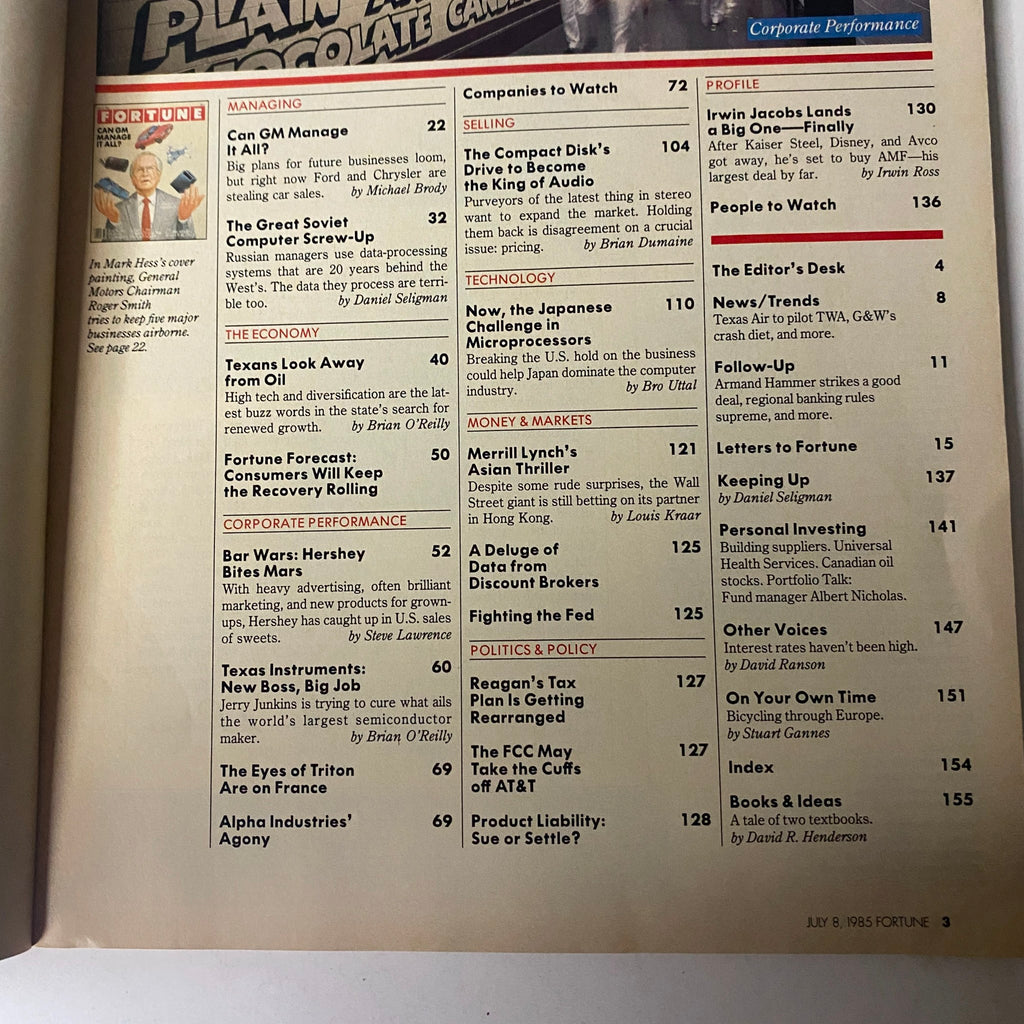 PLAIN
CHOCOLATE CAND
Corporate Performance
FORTUNE
CAN GM
MANAGE
IT ALL?
In Mark Hess's cover
painting, General
Motors Chairman
Roger Smith
tries to keep five major
businesses airborne.
See page 22.
MANAGING
Can GM Manage 22
It All?
Big plans for future businesses loom,
but right now Ford and Chrysler are
stealing car sales. by Michael Brody
The Great Soviet 32
Computer Screw-Up
Russian managers use data-processing
systems that are 20 years behind the
West's. The data they process are terri-
ble too. by Daniel Seligman
THE ECONOMY
Texans Look Away 40
from Oil
High tech and diversification are the lat-
est buzz words in the state's search for
renewed growth. by Brian O'Reilly
Fortune Forecast: 50
Consumers Will Keep
the Recovery Rolling
CORPORATE PERFORMANCE
Bar Wars: Hershey 52
Bites Mars
With heavy advertising, often brilliant
marketing, and new products for grown-
ups, Hershey has caught up in U.S. sales
of sweets. by Steve Lawrence
Texas Instruments: 60
New Boss, Big Job
Jerry Junkins is trying to cure what ails
the world's largest semiconductor
maker. by Brian O'Reilly
The Eyes of Triton 69
Are on France
Alpha Industries' 69
Agony
Companies to Watch 72
SELLING
The Compact Disk's 104
Drive to Become
the King of Audio
Purveyors of the latest thing in stereo
want to expand the market. Holding
them back is disagreement on a crucial
issue: pricing. by Brian Dumaine
TECHNOLOGY
Now, the Japanese 110
Challenge in
Microprocessors
Breaking the U.S. hold on the business
could help Japan dominate the computer
industry. by Bro Uttal
MONEY & MARKETS
Merrill Lynch's 121
Asian Thriller
Despite some rude surprises, the Wall
Street giant is still betting on its partner
in Hong Kong. by Louis Kraar
A Deluge of 125
Data from
Discount Brokers
Fighting the Fed 125
POLITICS & POLICY
Reagan's Tax 127
Plan Is Getting
Rearranged
The FCC May 127
Take the Cuffs
off AT&T
Product Liability: 128
Sue or Settle?
PROFILE
Irwin Jacobs Lands 130
a Big One—Finally
After Kaiser Steel, Disney, and Avco
got away, he's set to buy AMF—his
largest deal by far. by Irwin Ross
People to Watch 136
The Editor's Desk 4
News/Trends 8
Texas Air to pilot TWA, G&W's
crash diet, and more.
Follow-Up 11
Armand Hammer strikes a good
deal, regional banking rules
supreme, and more.
Letters to Fortune 15
Keeping Up 137
by Daniel Seligman
Personal Investing 141
Building suppliers. Universal
Health Services. Canadian oil
stocks. Portfolio Talk:
Fund manager Albert Nicholas.
Other Voices 147
Interest rates haven't been high.
by David Ranson
On Your Own Time 151
Bicycling through Europe.
by Stuart Gannes
Index 154
Books & Ideas 155
A tale of two textbooks.
by David R. Henderson
JULY 8, 1985 FORTUNE 3